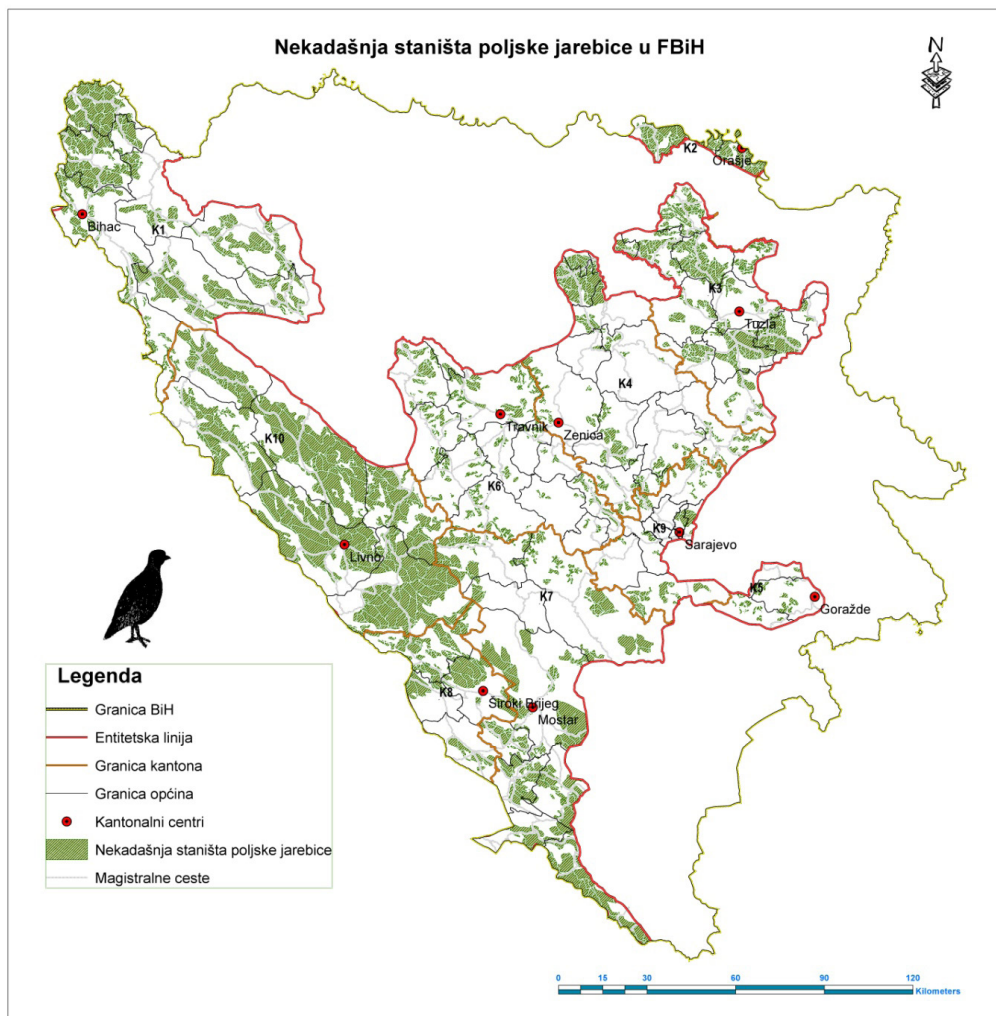 Nekadašnja staništa poljske jarebice u FBiH
N
K2
Orašje
Bihac
K1
K3
Tuzla
K4
Travnik
Zenica
K10
K6
K9
Sarajevo
Livno
K5
K7
Goražde
K8
Široki Brijeg
Mostar
Legenda
Granica BiH
Entitetska linija
Granica kantona
Granica općina
Kantonalni centri
Nekadašnja staništa poljske jarebice
Magistralne ceste
0 15 30 60 90 120
Kilometers